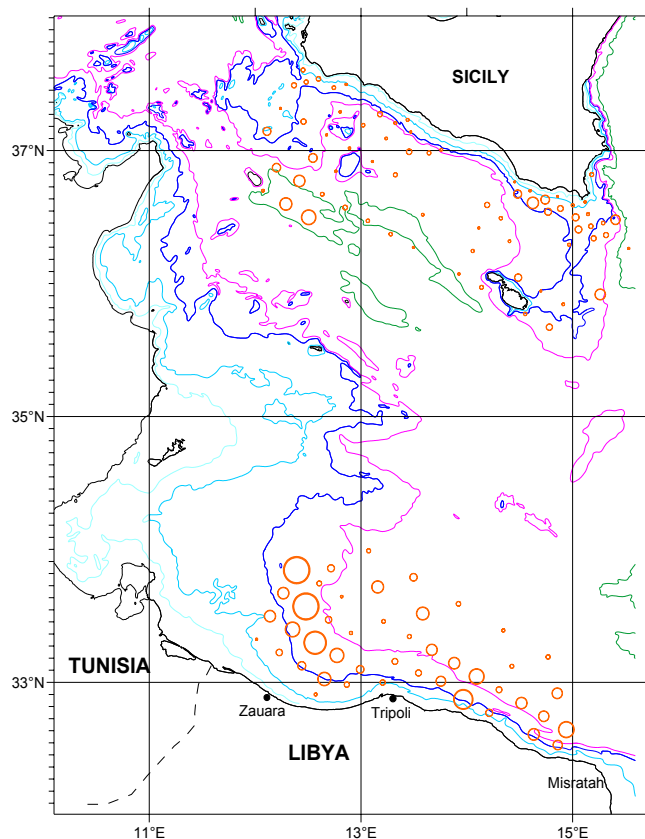 SICILY
37°N
35°N
TUNISIA
33°N
Zauara
Tripoli
LIBYA
Misratah
11°E
13°E
15°E